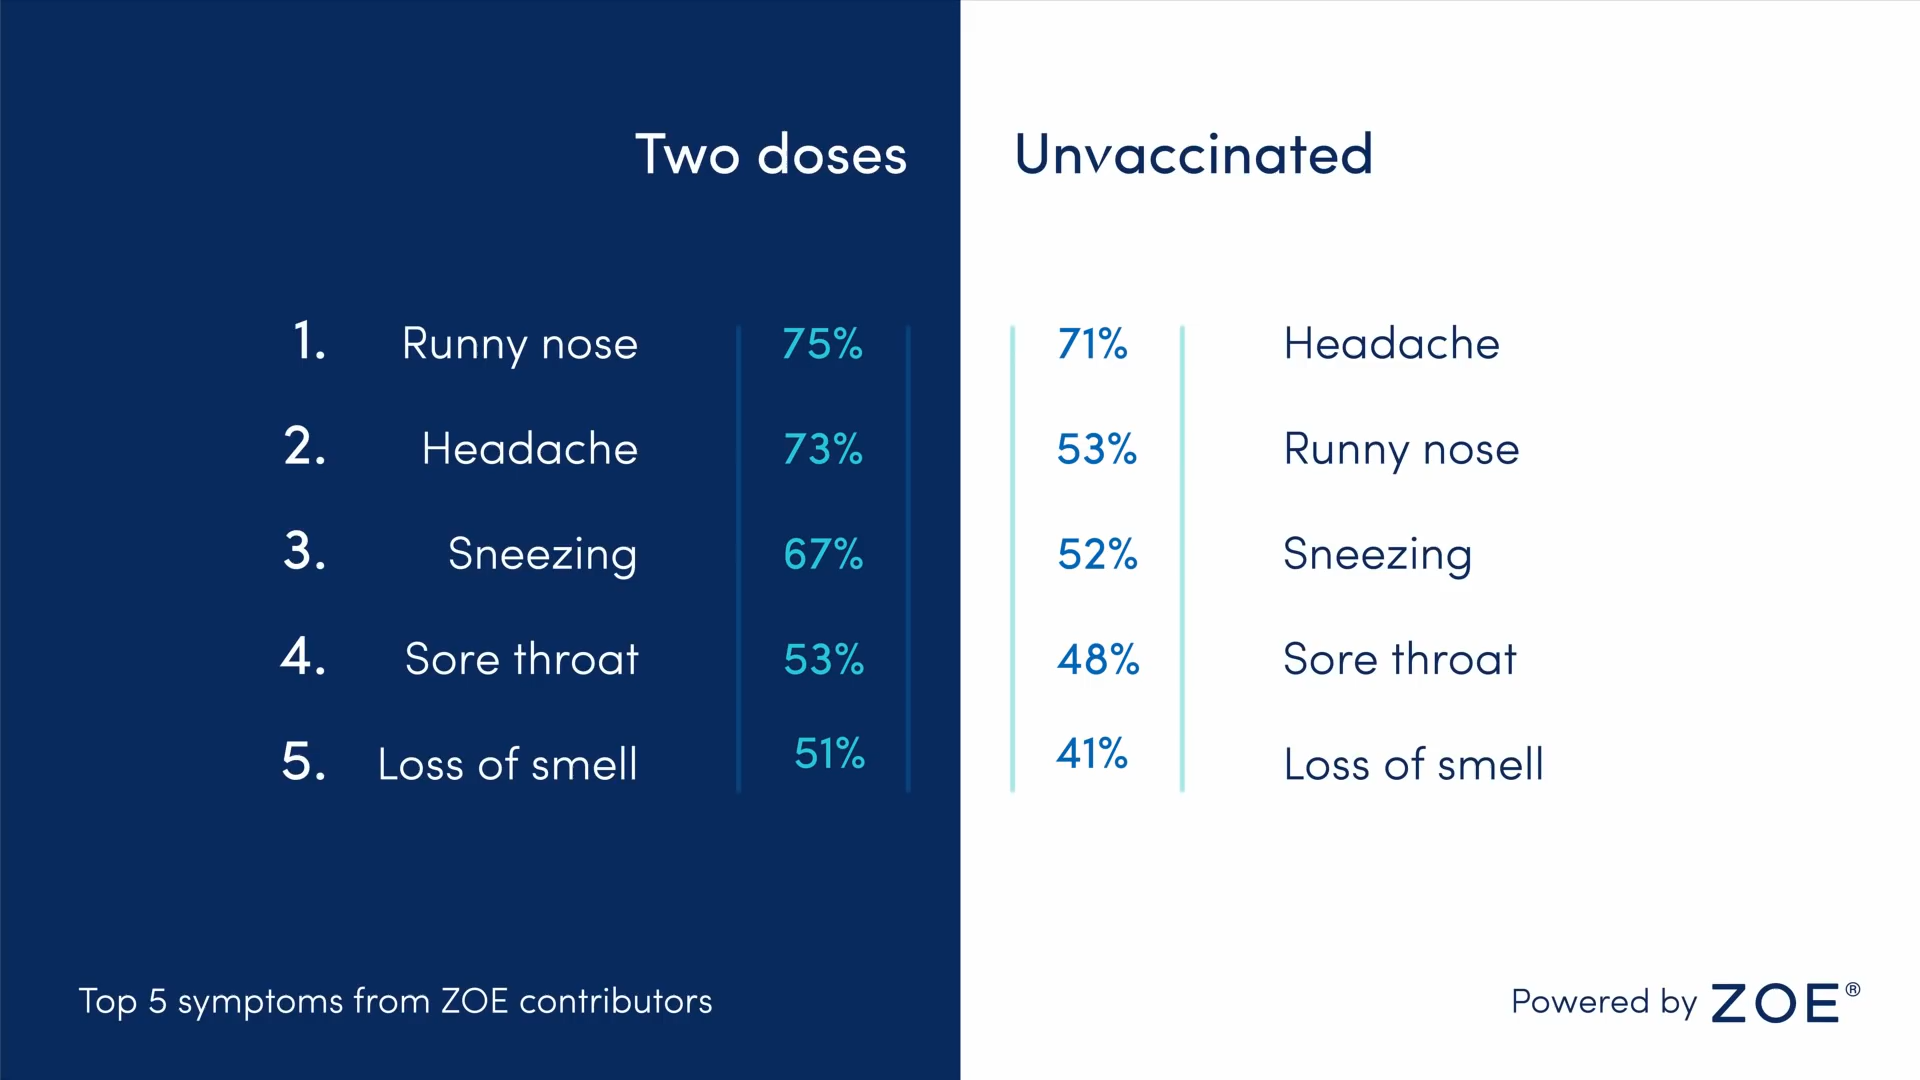 Two doses Unvaccinated
1. Runny nose 75% 71% Headache
2. Headache 73% 53% Runny nose
3. Sneezing 67% 52% Sneezing
4. Sore throat 53% 48% Sore throat
5. Loss of smell 51% 41% Loss of smell
Top 5 symptoms from ZOE contributors Powered by ZOE®